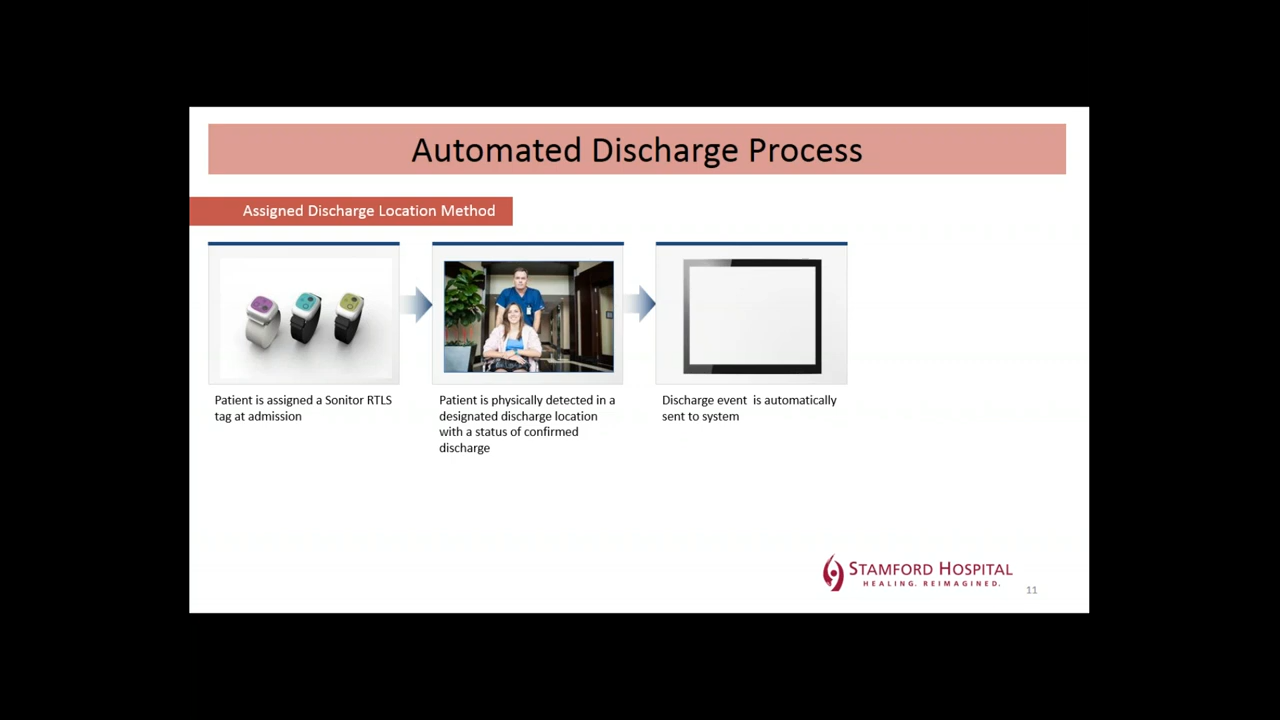 Automated Discharge Process
Assigned Discharge Location Method
Patient is assigned a Sonitor RTLS
tag at admission
Patient is physically detected in a
designated discharge location
with a status of confirmed
discharge
Discharge event is automatically
sent to system
STAMFORD HOSPITAL
HEALING. REIMAGINED.
11